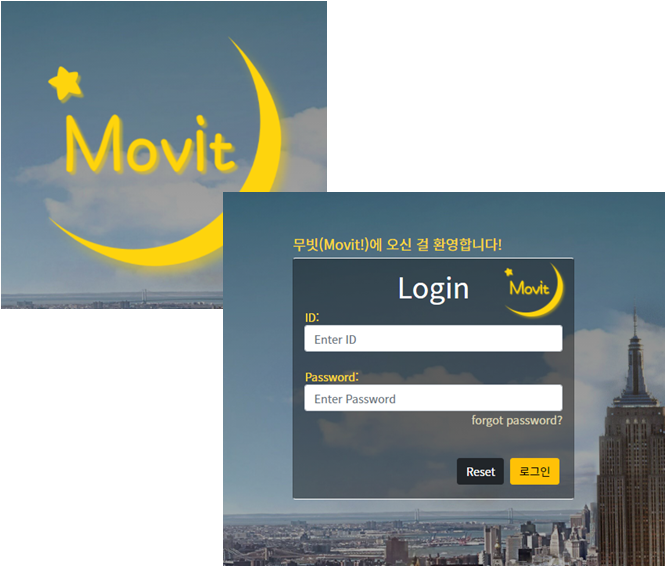 Movit
무빗(Movit!)에 오신 걸 환영합니다!
Login
Movit
ID:
Enter ID
Password:
Enter Password
forgot password?
Reset
로그인